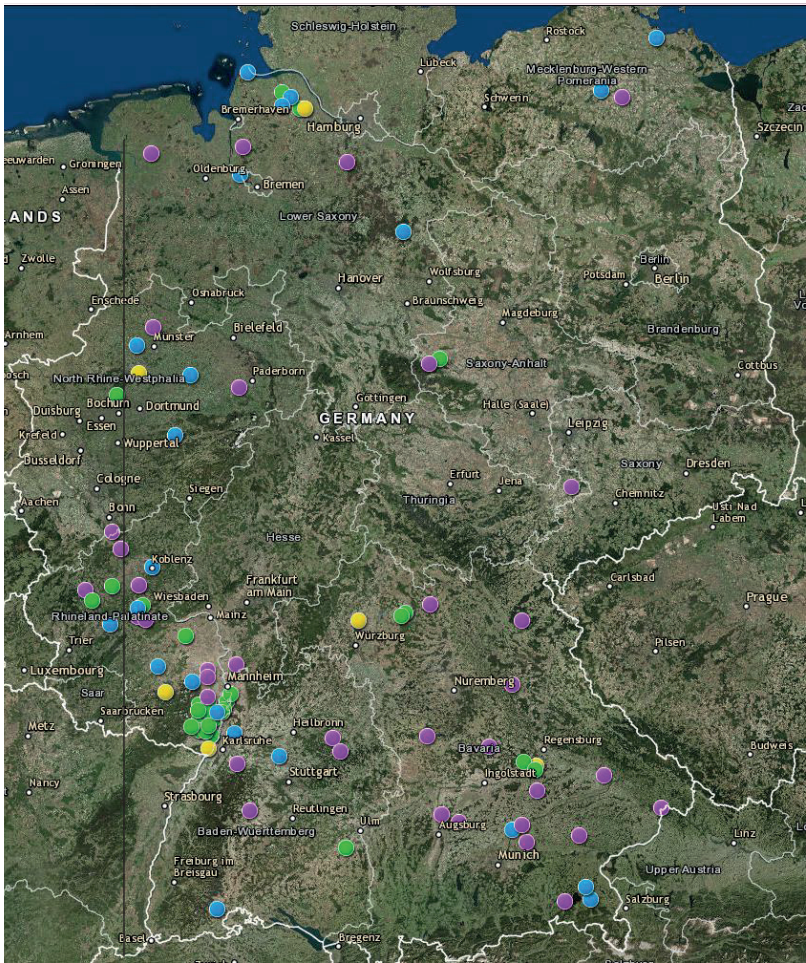 Schleswig-Holstein
Rostock
Lübeck
Mecklenburg-Western
Pomerania
Schwerin
Bremerhaven
Hamburg
Szczecin
Groningen
Oldenburg
Bremen
Assen
LANDS
Lower Saxony
Zwolle
Hanover
Wolfsburg
Berlin
Potsdam
Berlin
Enschede
Osnabruck
Braunschweig
Magdeburg
Brandenburg
Arnhem
Munster
Bielefeld
Saxony-Anhalt
Cottbus
North Rhine-Westphalia
Paderborn
Duisburg
Bochum
Dortmund
Gottingen
Halle (Saale)
Essen
GERMANY
Leipzig
Krefeld
Wuppertal
Kassel
Dusseldorf
Saxony
Dresden
Cologne
Siegen
Erfurt
Jena
Aachen
Thuringia
Chemnitz
Bonn
Usti Nad
Labem
Hesse
Koblenz
Frankfurt
am Main
Carlsbad
Wiesbaden
Mainz
Prague
Rhineland-Palatinate
Trier
Wurzburg
Pilsen
Luxembourg
Mannheim
Nuremberg
Saar
Saarbrucken
Metz
Heilbronn
Karlsruhe
Bavaria
Regensburg
Budweis
Nancy
Stuttgart
Ingolstadt
Strasbourg
Reutlingen
Ulm
Augsburg
Baden-Wuerttemberg
Linz
Freiburg im
Breisgau
Munich
Upper Austria
Salzburg
Basel
Bregenz